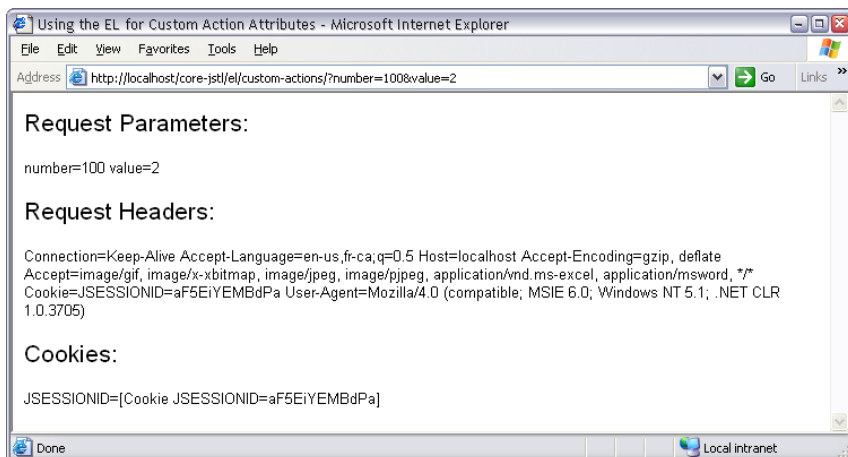 Using the EL for Custom Action Attributes - Microsoft Internet Explorer
File Edit View Favorites Tools Help
Address http://localhost/core-jstl/el/custom-actions/?number=100&value=2 Go Links »
Request Parameters:
number=100 value=2
Request Headers:
Connection=Keep-Alive Accept-Language=en-us,fr-ca;q=0.5 Host=localhost Accept-Encoding=gzip, deflate
Accept=image/gif, image/x-xbitmap, image/jpeg, image/pjpeg, application/vnd.ms-excel, application/msword, */*
Cookie=JSESSIONID=aF5EiYEMBdPa User-Agent=Mozilla/4.0 (compatible; MSIE 6.0; Windows NT 5.1; .NET CLR
1.0.3705)
Cookies:
JSESSIONID=[Cookie JSESSIONID=aF5EiYEMBdPa]
Done Local intranet